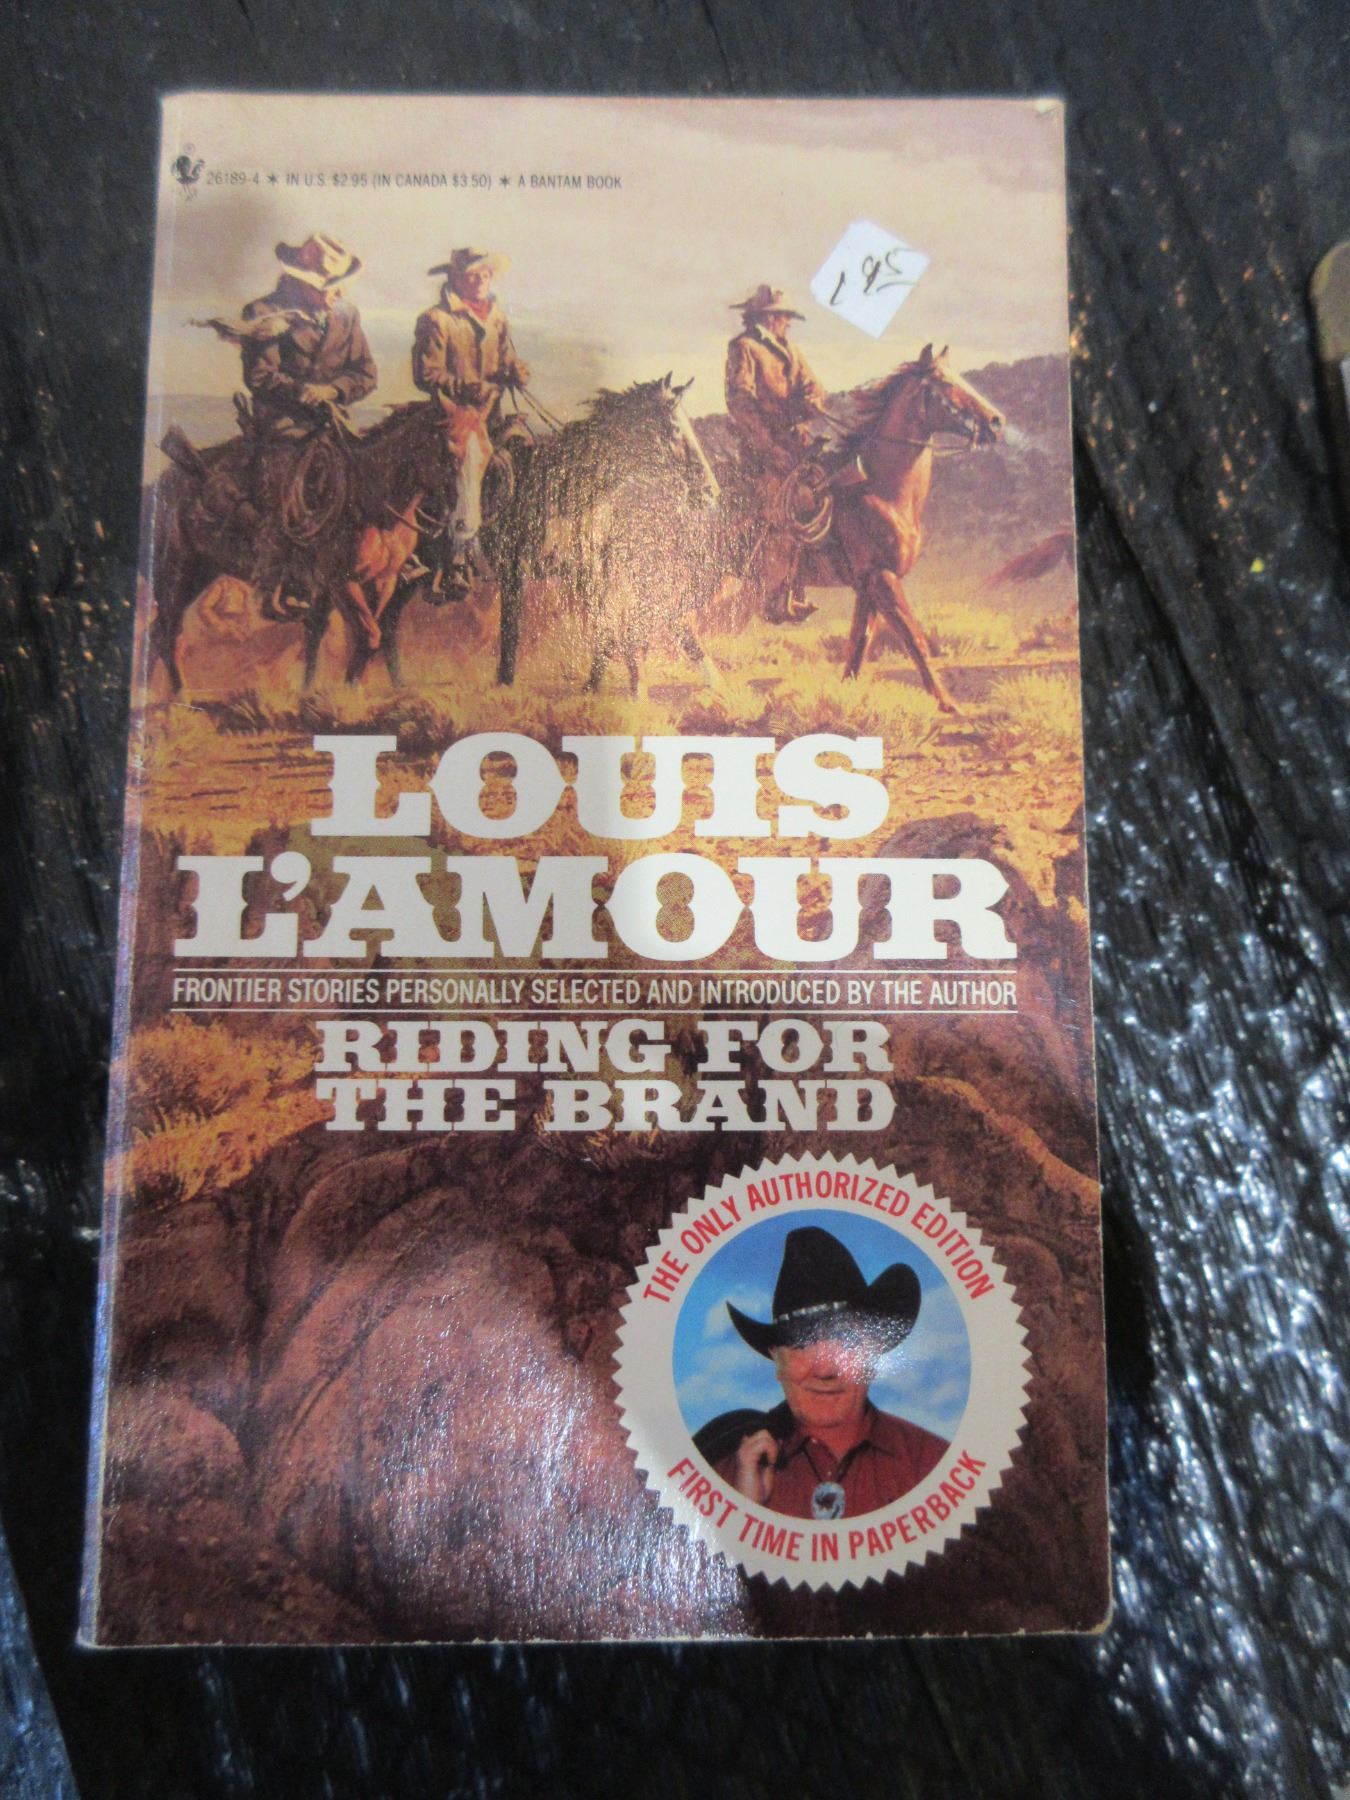 26189-4 * IN U.S. $2.95 (IN CANADA $3.50) * A BANTAM BOOK
LOUIS
L'AMOUR
FRONTIER STORIES PERSONALLY SELECTED AND INTRODUCED BY THE AUTHOR
RIDING FOR
THE BRAND
THE ONLY AUTHORIZED EDITION
FIRST TIME IN PAPERBACK